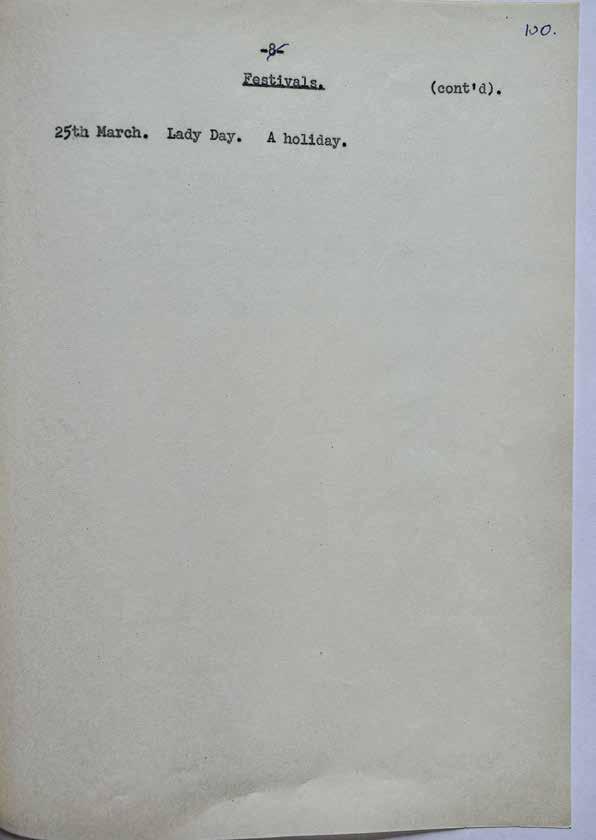 100.
-8-
Festivals. (cont'd).
25th March. Lady Day. A holiday.